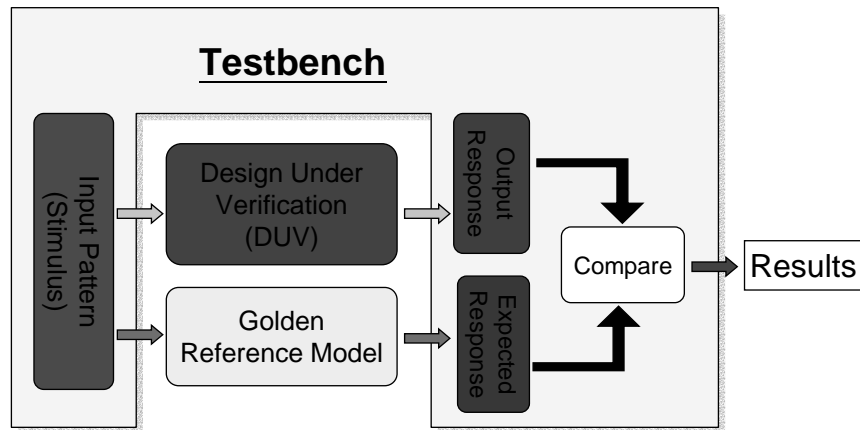 Testbench
Input Pattern
(Stimulus)
Design Under
Verification
(DUV)
Output
Response
Golden
Reference Model
Expected
Response
Compare
Results